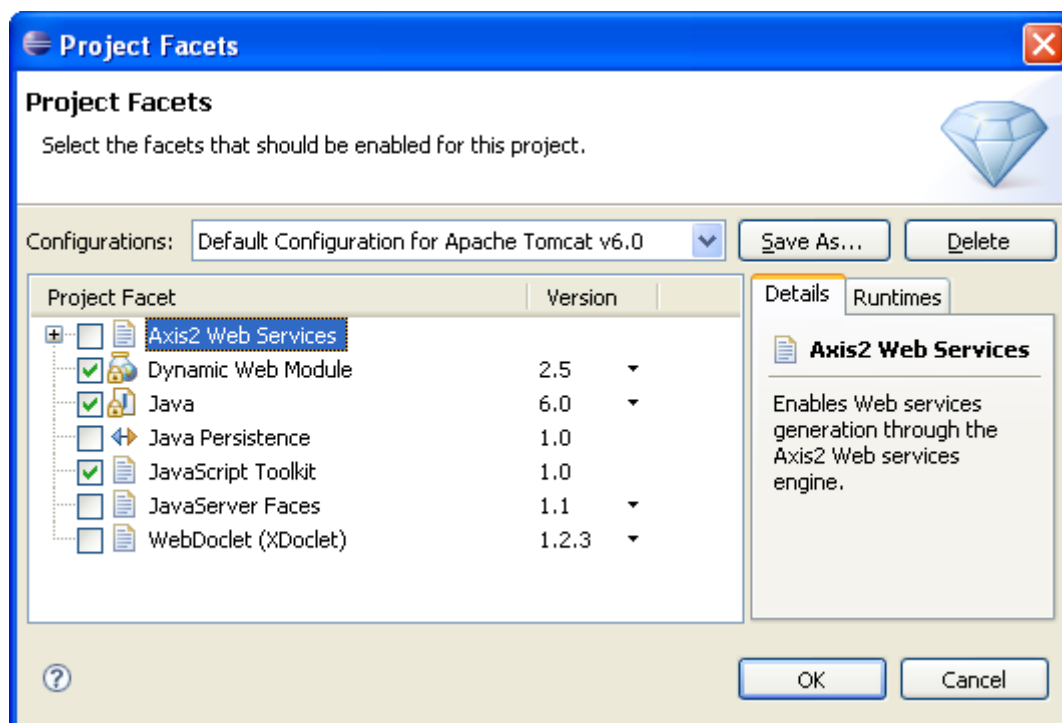 Project Facets
Project Facets
Select the facets that should be enabled for this project.
Configurations: Default Configuration for Apache Tomcat v6.0 Save As... Delete
Project Facet Version
Axis2 Web Services
Dynamic Web Module 2.5
Java 6.0
Java Persistence 1.0
JavaScript Toolkit 1.0
JavaServer Faces 1.1
WebDoclet (XDoclet) 1.2.3
Details Runtimes
Axis2 Web Services
Enables Web services
generation through the
Axis2 Web services
engine.
OK Cancel